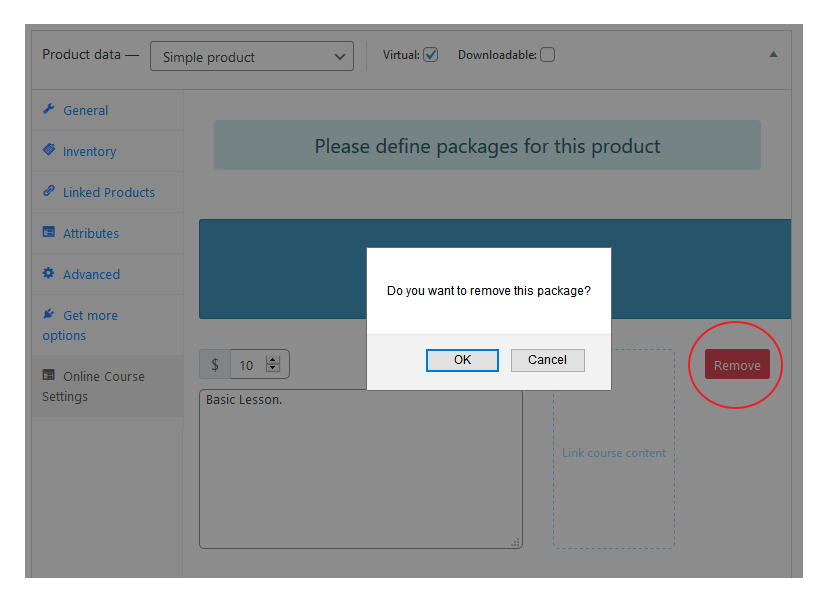 Product data —
Simple product
Virtual:
Downloadable:
General
Inventory
Linked Products
Attributes
Advanced
Get more
options
Online Course
Settings
Please define packages for this product
Do you want to remove this package?
OK
Cancel
$
10
Remove
Basic Lesson.
Link course content